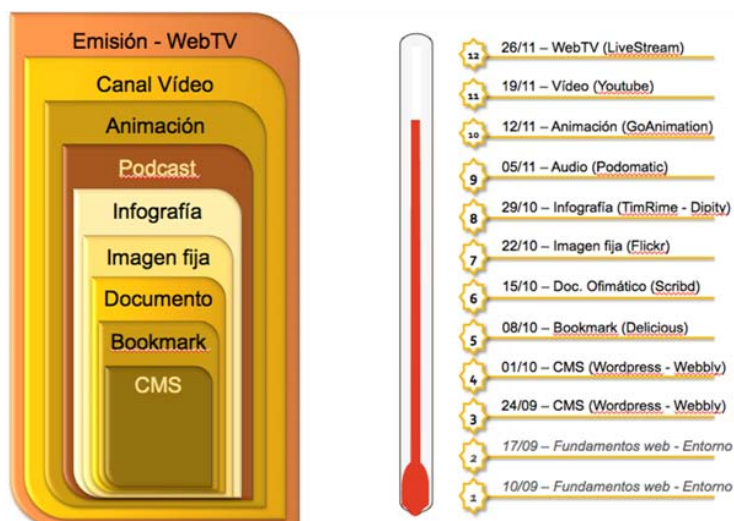 Emisión - WebTV
Canal Vídeo
Animación
Podcast
Infografía
Imagen fija
Documento
Bookmark
CMS
12 26/11 – WebTV (LiveStream)
11 19/11 – Vídeo (Youtube)
10 12/11 – Animación (GoAnimation)
9 05/11 – Audio (Podomatic)
8 29/10 – Infografía (TimRime - Dipity)
7 22/10 – Imagen fija (Flickr)
6 15/10 – Doc. Ofimático (Scribd)
5 08/10 – Bookmark (Delicious)
4 01/10 – CMS (Wordpress - Webbly)
3 24/09 – CMS (Wordpress - Webbly)
2 17/09 – Fundamentos web - Entorno
1 10/09 – Fundamentos web - Entorno